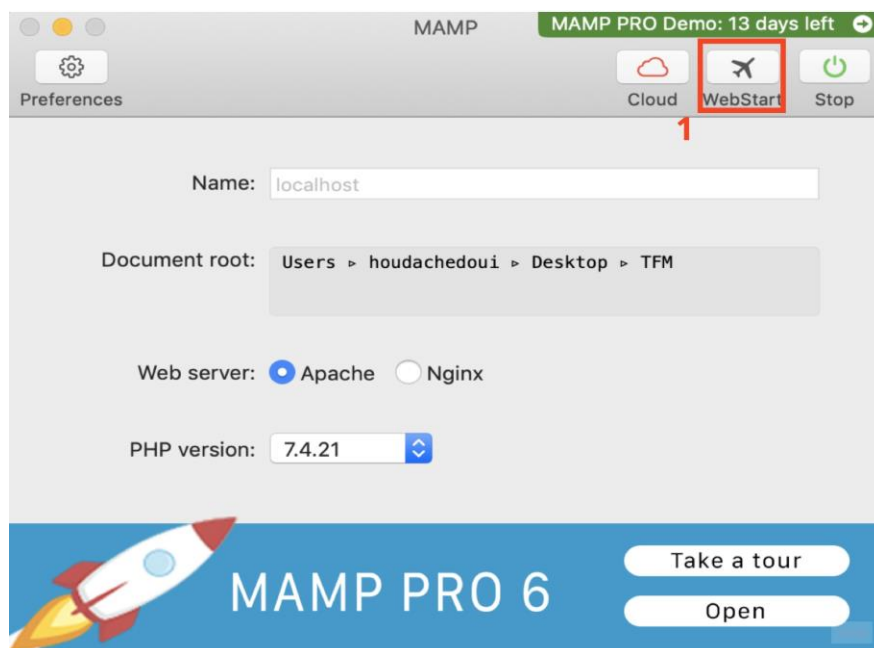 MAMP
MAMP PRO Demo: 13 days left
Preferences
Cloud
WebStart
Stop
1
Name: localhost
Document root: Users ▹ houdachedoui ▹ Desktop ▹ TFM
Web server: Apache Nginx
PHP version: 7.4.21
MAMP PRO 6
Take a tour
Open